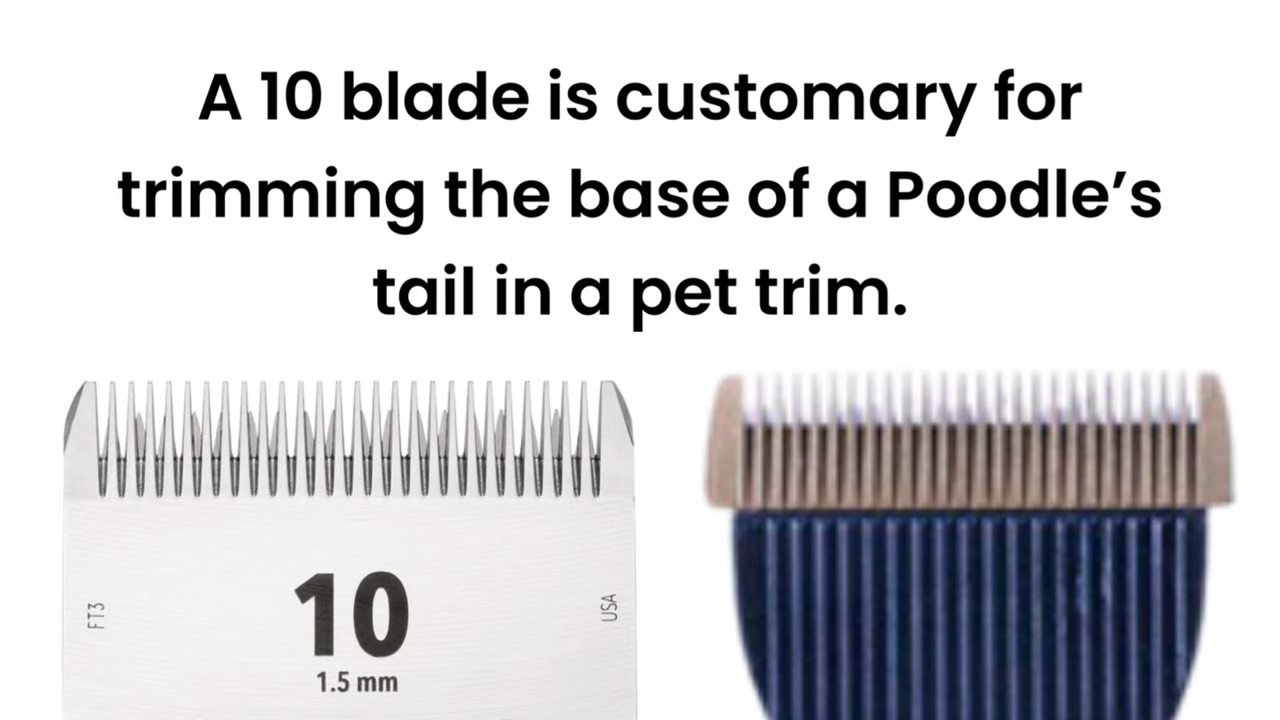 A 10 blade is customary for
trimming the base of a Poodle’s
tail in a pet trim.
10
1.5 mm
FT3
USA